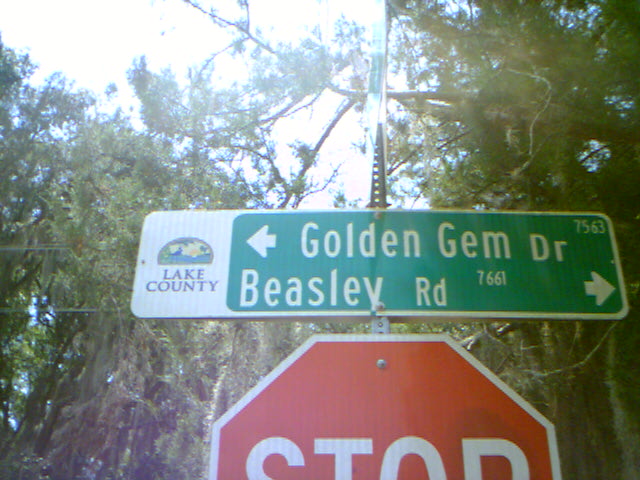 LAKE
COUNTY
Golden Gem Dr 7563
Beasley Rd 7661
STOP